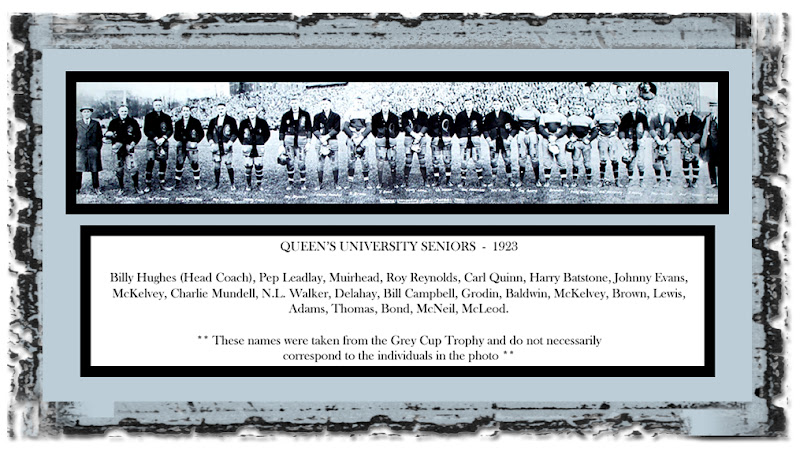 QUEEN'S UNIVERSITY SENIORS - 1923
Billy Hughes (Head Coach), Pep Leadlay, Muirhead, Roy Reynolds, Carl Quinn, Harry Batstone, Johnny Evans,
McKelvey, Charlie Mundell, N.L. Walker, Delahay, Bill Campbell, Grodin, Baldwin, McKelvey, Brown, Lewis,
Adams, Thomas, Bond, McNeil, McLeod.
** These names were taken from the Grey Cup Trophy and do not necessarily
correspond to the individuals in the photo **